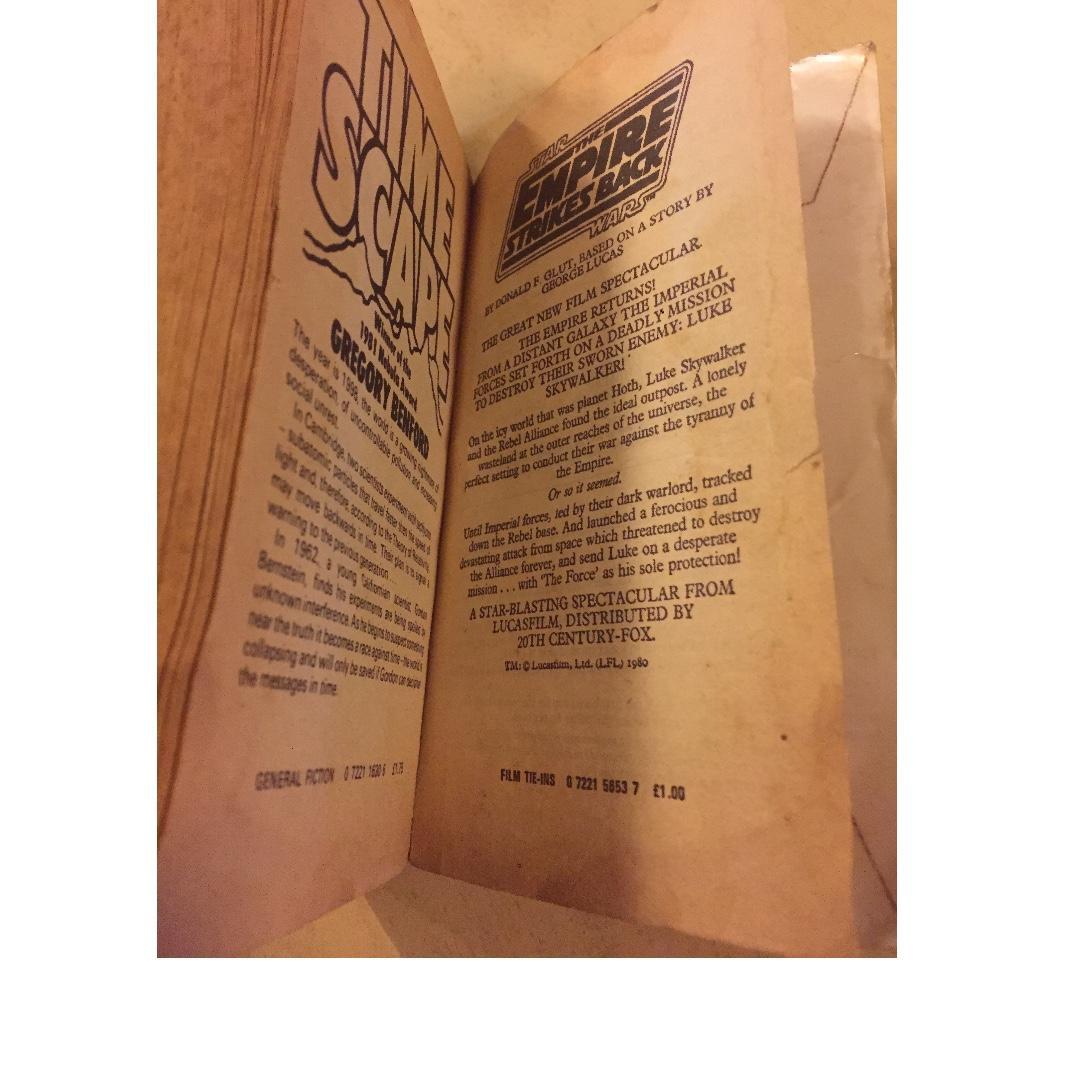 TIME
SCAPE
Winner of the
1981 Nebula Award
GREGORY BENFORD
The year is 1998, the world is a growing nightmare of
desperation, of uncontrollable pollution and increasing
social unrest.
In Cambridge, two scientists experiment with tachyons
– subatomic particles that travel faster than the speed of
light and, therefore, according to the Theory of Relativity
may move backwards in time. Their plan is to signal a
warning to the previous generation . . .
In 1962, a young Californian scientist, Gordon
Bernstein, finds his experiments are being spoiled by
unknown interference. As he begins to suspect something
near the truth it becomes a race against time – the world is
collapsing and will only be saved if Gordon can decipher
the messages in time.
GENERAL FICTION 0 7221 1630 6 £1.75
STAR THE
EMPIRE
STRIKES BACK
WARS™
BY DONALD F. GLUT, BASED ON A STORY BY
GEORGE LUCAS
THE GREAT NEW FILM SPECTACULAR
THE EMPIRE RETURNS!
FROM A DISTANT GALAXY THE IMPERIAL
FORCES SET FORTH ON A DEADLY MISSION
TO DESTROY THEIR SWORN ENEMY: LUKE
SKYWALKER!
On the icy world that was planet Hoth, Luke Skywalker
and the Rebel Alliance found the ideal outpost. A lonely
wasteland at the outer reaches of the universe, the
perfect setting to conduct their war against the tyranny of
the Empire.
Or so it seemed.
Until Imperial forces, led by their dark warlord, tracked
down the Rebel base. And launched a ferocious and
devastating attack from space which threatened to destroy
the Alliance forever, and send Luke on a desperate
mission . . . with 'The Force' as his sole protection!
A STAR-BLASTING SPECTACULAR FROM
LUCASFILM, DISTRIBUTED BY
20TH CENTURY-FOX.
TM: © Lucasfilm, Ltd. (LFL) 1980
FILM TIE-INS 0 7221 5653 7 £1.00